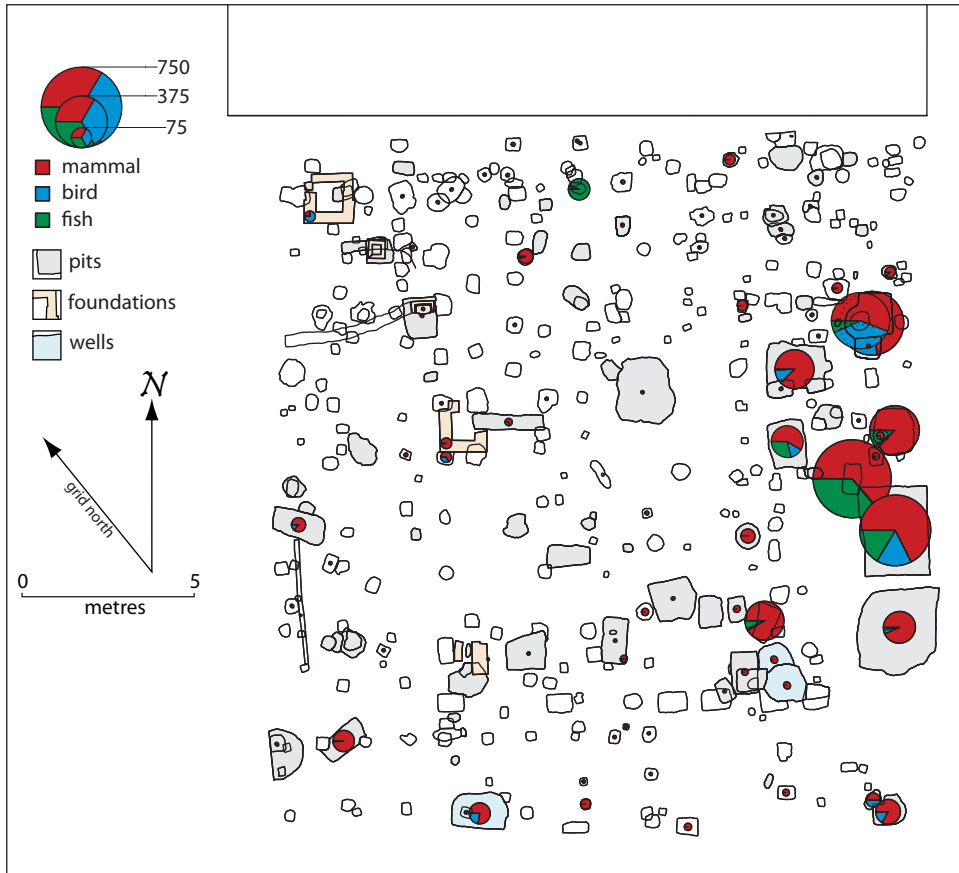 750
375
75
mammal
bird
fish
pits
foundations
wells
N
grid north
0 5
metres